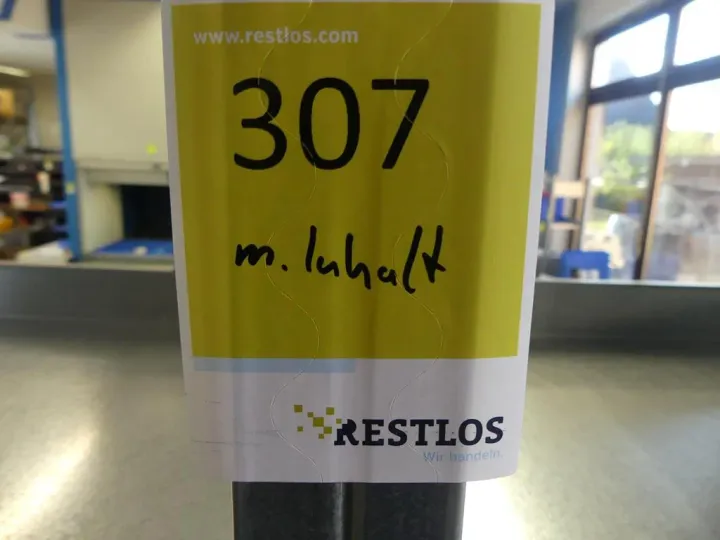 www.restlos.com
307
m. Inhalt
RESTLOS
Wir handeln.